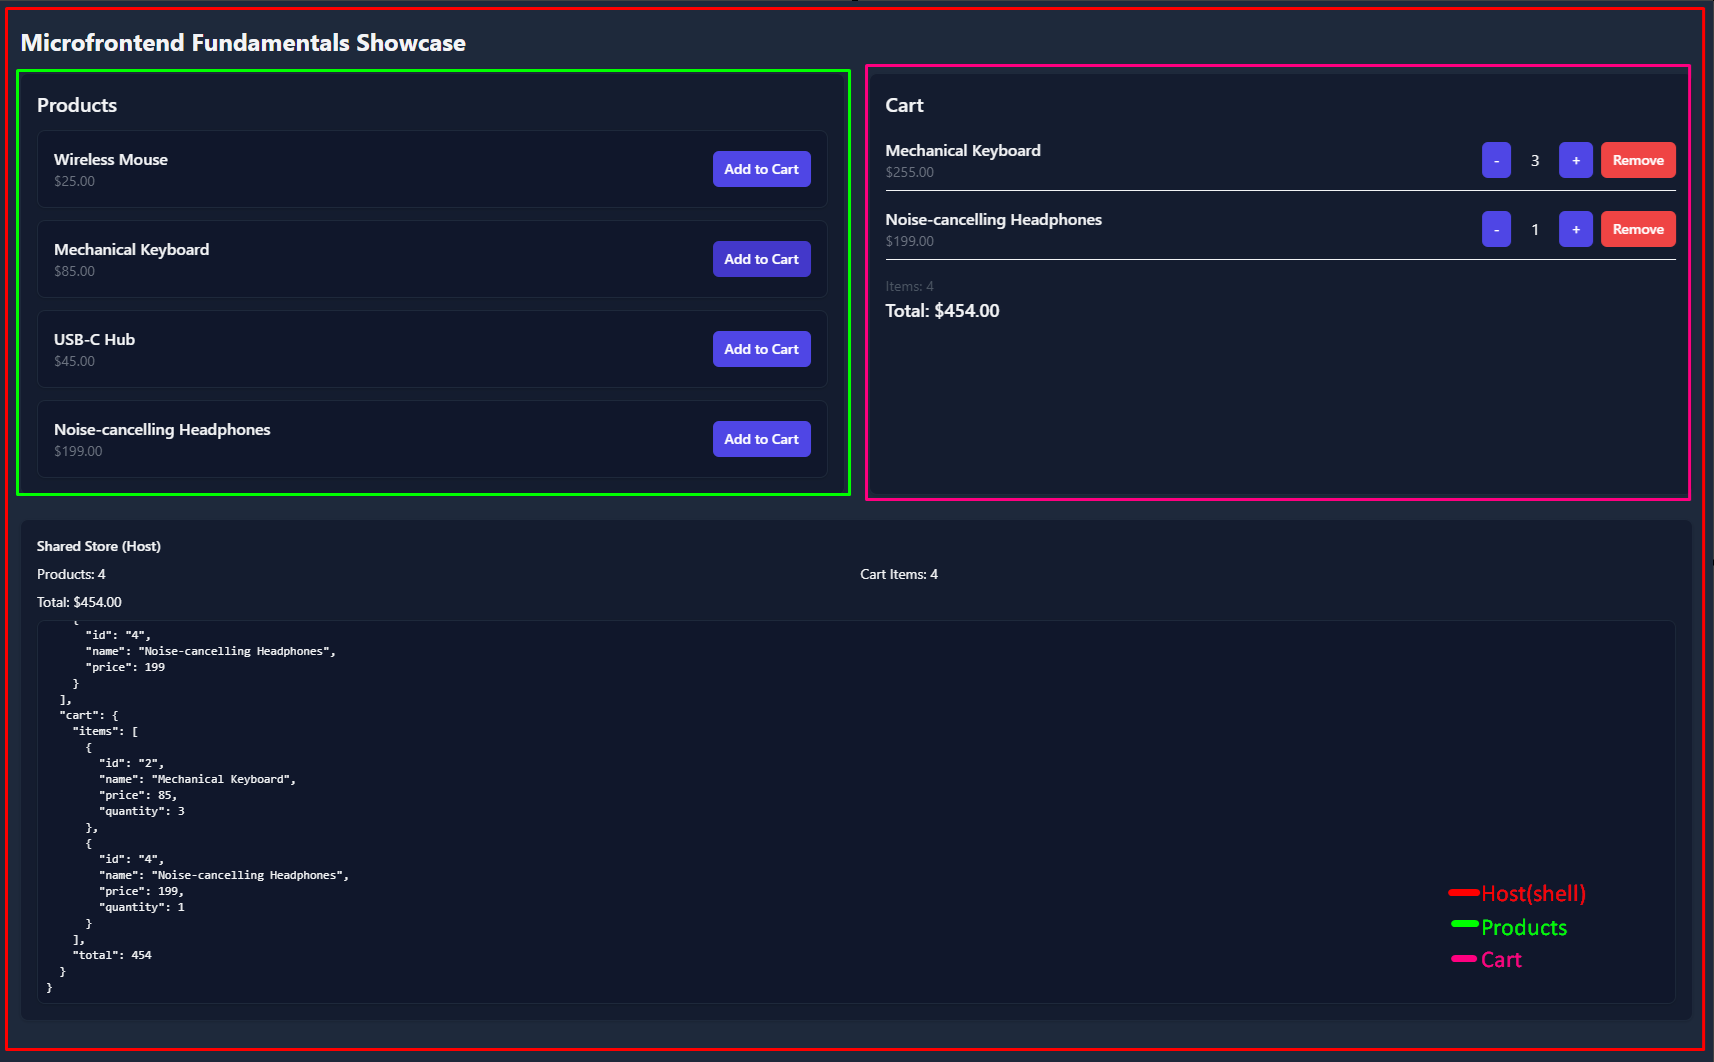 Microfrontend Fundamentals Showcase
Products
Wireless Mouse
$25.00
Add to Cart
Mechanical Keyboard
$85.00
Add to Cart
USB-C Hub
$45.00
Add to Cart
Noise-cancelling Headphones
$199.00
Add to Cart
Cart
Mechanical Keyboard
$255.00
- 3 + Remove
Noise-cancelling Headphones
$199.00
- 1 + Remove
Items: 4
Total: $454.00
Shared Store (Host)
Products: 4
Cart Items: 4
Total: $454.00
{
"id": "4",
"name": "Noise-cancelling Headphones",
"price": 199
}
],
"cart": {
"items": [
{
"id": "2",
"name": "Mechanical Keyboard",
"price": 85,
"quantity": 3
},
{
"id": "4",
"name": "Noise-cancelling Headphones",
"price": 199,
"quantity": 1
}
],
"total": 454
}
}
Host(shell)
Products
Cart